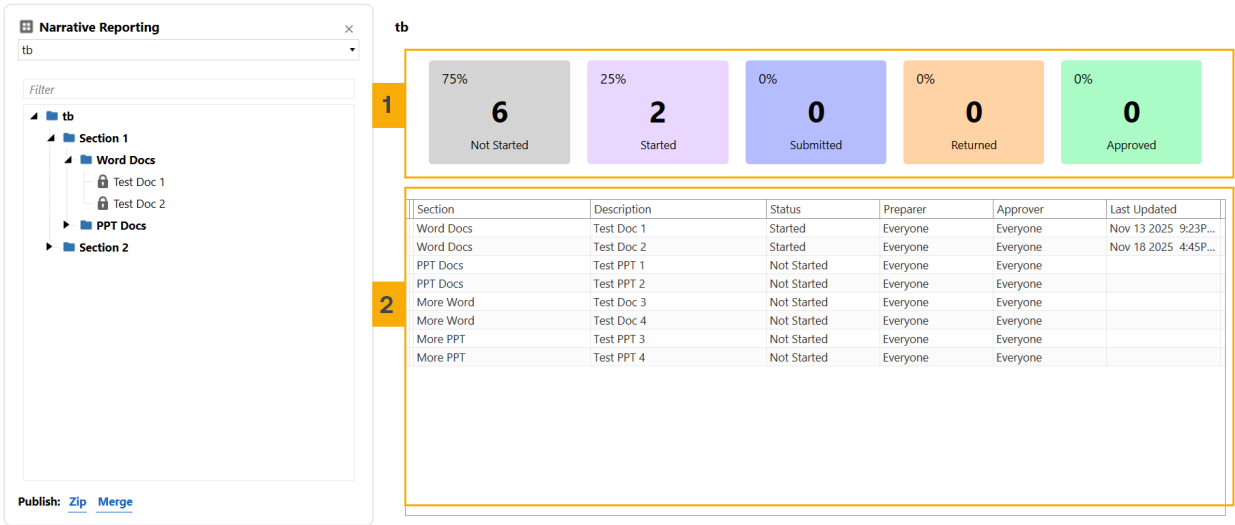 Narrative Reporting
tb
Filter
tb
Section 1
Word Docs
Test Doc 1
Test Doc 2
PPT Docs
Section 2
Publish: Zip Merge
tb
1
75% 25% 0% 0% 0%
6 2 0 0 0
Not Started Started Submitted Returned Approved
2
Section Description Status Preparer Approver Last Updated
Word Docs Test Doc 1 Started Everyone Everyone Nov 13 2025 9:23P...
Word Docs Test Doc 2 Started Everyone Everyone Nov 18 2025 4:45P...
PPT Docs Test PPT 1 Not Started Everyone Everyone
PPT Docs Test PPT 2 Not Started Everyone Everyone
More Word Test Doc 3 Not Started Everyone Everyone
More Word Test Doc 4 Not Started Everyone Everyone
More PPT Test PPT 3 Not Started Everyone Everyone
More PPT Test PPT 4 Not Started Everyone Everyone